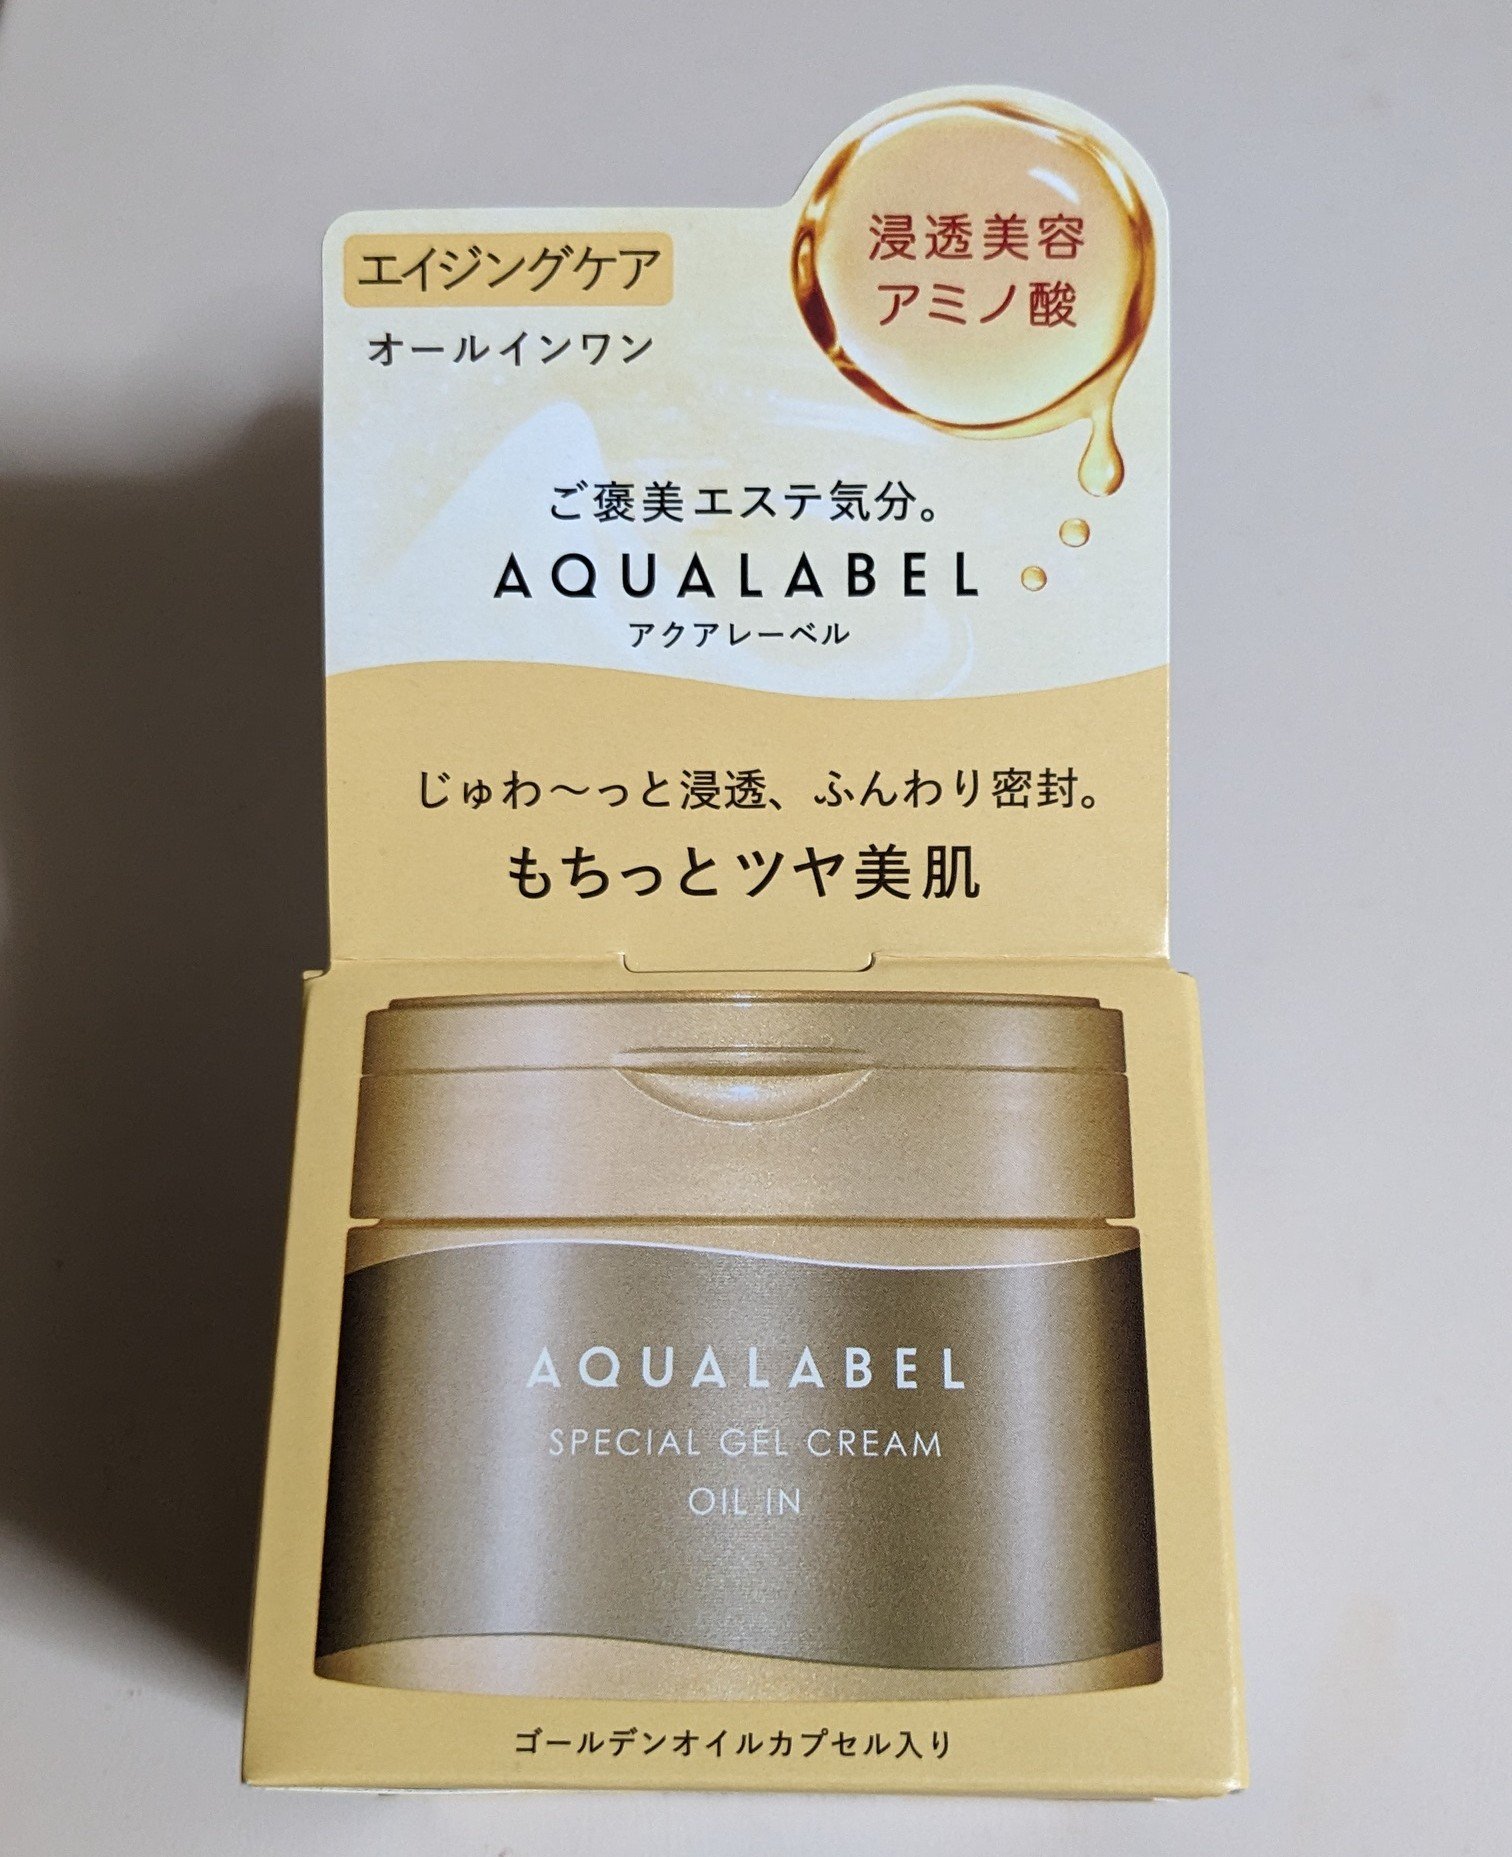 エイジングケア
オールインワン
浸透美容
アミノ酸
ご褒美エステ気分。
AQUALABEL
アクアレーベル
じゅわ～っと浸透、ふんわり密封。
もちっとツヤ美肌
AQUALABEL
SPECIAL GEL CREAM
OIL IN
ゴールデンオイルカプセル入り